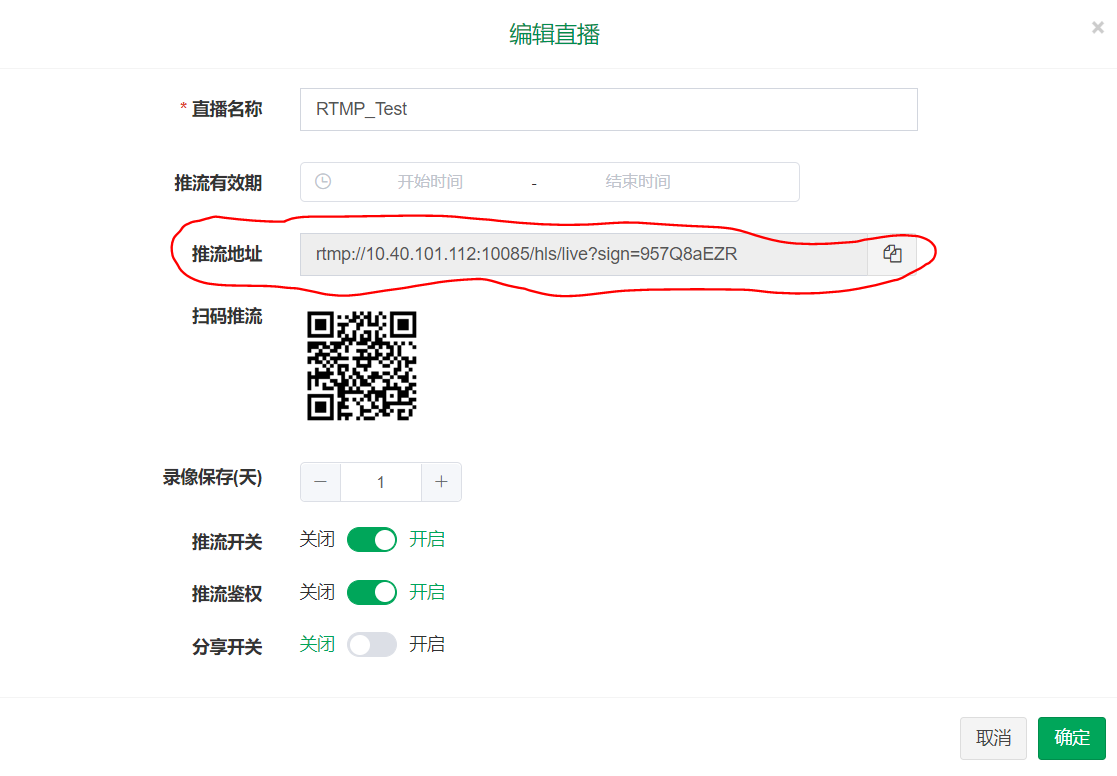 编辑直播
×
* 直播名称 RTMP_Test
推流有效期 开始时间 - 结束时间
推流地址 rtmp://10.40.101.112:10085/hls/live?sign=957Q8aEZR
扫码推流
录像保存(天) — 1 +
推流开关 关闭 开启
推流鉴权 关闭 开启
分享开关 关闭 开启
取消 确定